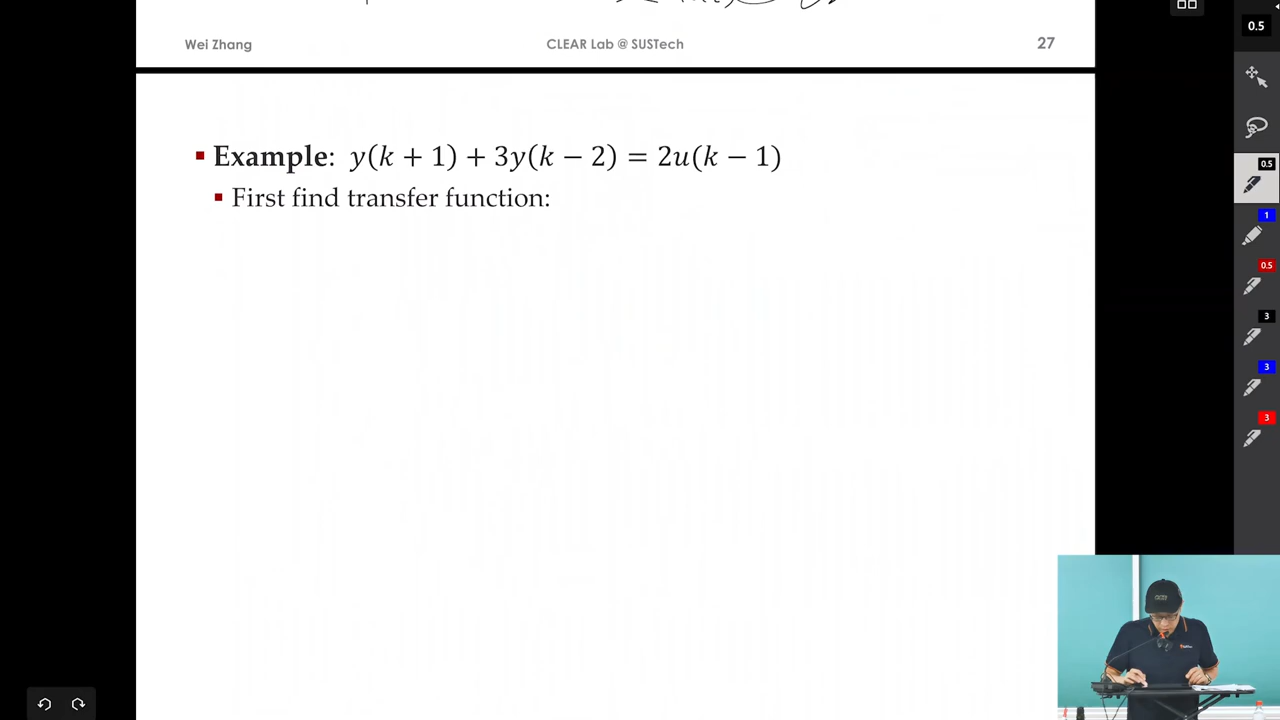 Wei Zhang
CLEAR Lab @ SUSTech
27
0.5
▪ Example: y(k + 1) + 3y(k − 2) = 2u(k − 1)
▪ First find transfer function:
0.5
1
0.5
3
3
3